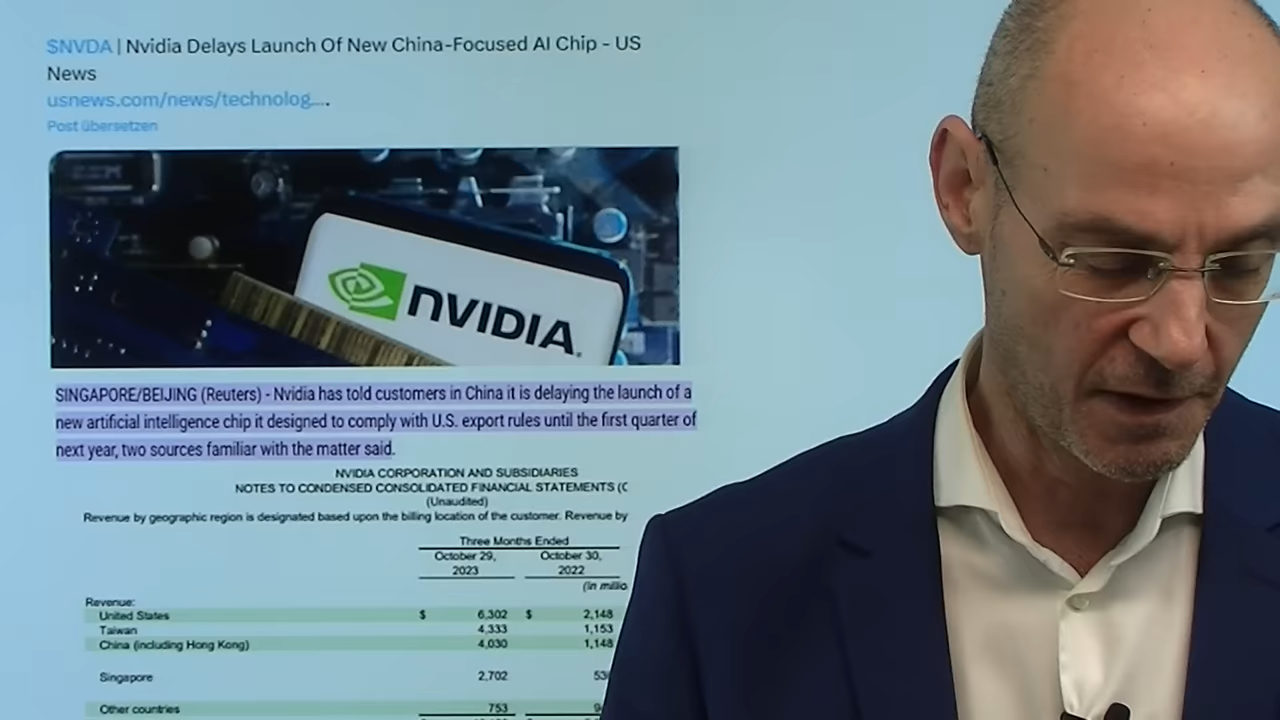 $NVDA | Nvidia Delays Launch Of New China-Focused AI Chip - US
News
usnews.com/news/technolog....
Post übersetzen
NVIDIA.
SINGAPORE/BEIJING (Reuters) - Nvidia has told customers in China it is delaying the launch of a
new artificial intelligence chip it designed to comply with U.S. export rules until the first quarter of
next year, two sources familiar with the matter said.
NVIDIA CORPORATION AND SUBSIDIARIES
NOTES TO CONDENSED CONSOLIDATED FINANCIAL STATEMENTS (C
(Unaudited)
Revenue by geographic region is designated based upon the billing location of the customer. Revenue by
Three Months Ended
October 29, October 30,
2023 2022
(In millio
Revenue:
United States $ 6,302 $ 2,148
Taiwan 4,333 1,153
China (including Hong Kong) 4,030 1,148
Singapore 2,702 53
Other countries 753 9